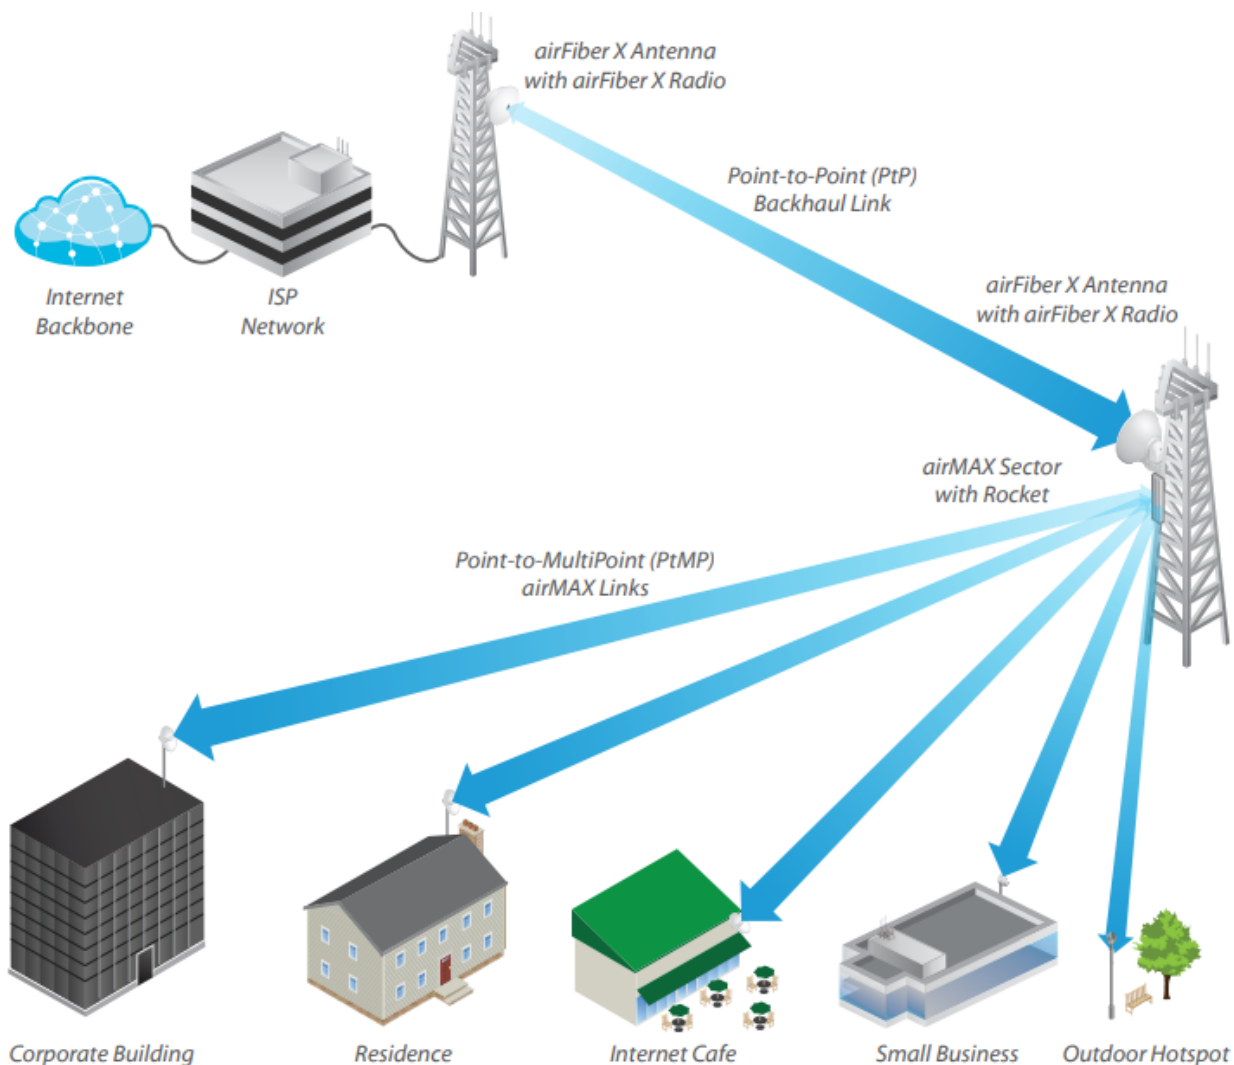 airFiber X Antenna
with airFiber X Radio
Point-to-Point (PtP)
Backhaul Link
Internet
Backbone
ISP
Network
airFiber X Antenna
with airFiber X Radio
airMAX Sector
with Rocket
Point-to-MultiPoint (PtMP)
airMAX Links
Corporate Building
Residence
Internet Cafe
Small Business
Outdoor Hotspot